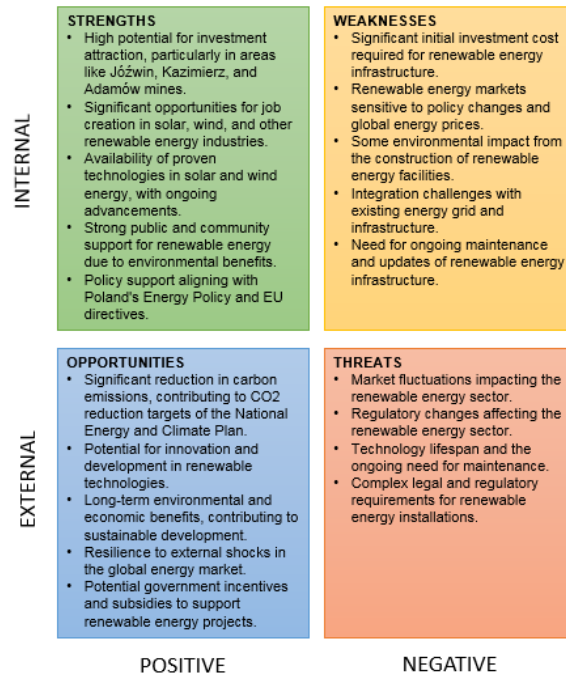 INTERNAL
STRENGTHS
• High potential for investment
attraction, particularly in areas
like Jóźwin, Kazimierz, and
Adamów mines.
• Significant opportunities for job
creation in solar, wind, and other
renewable energy industries.
• Availability of proven
technologies in solar and wind
energy, with ongoing
advancements.
• Strong public and community
support for renewable energy
due to environmental benefits.
• Policy support aligning with
Poland's Energy Policy and EU
directives.
WEAKNESSES
• Significant initial investment cost
required for renewable energy
infrastructure.
• Renewable energy markets
sensitive to policy changes and
global energy prices.
• Some environmental impact from
the construction of renewable
energy facilities.
• Integration challenges with
existing energy grid and
infrastructure.
• Need for ongoing maintenance
and updates of renewable energy
infrastructure.
EXTERNAL
OPPORTUNITIES
• Significant reduction in carbon
emissions, contributing to CO2
reduction targets of the National
Energy and Climate Plan.
• Potential for innovation and
development in renewable
technologies.
• Long-term environmental and
economic benefits, contributing to
sustainable development.
• Resilience to external shocks in
the global energy market.
• Potential government incentives
and subsidies to support
renewable energy projects.
THREATS
• Market fluctuations impacting the
renewable energy sector.
• Regulatory changes affecting the
renewable energy sector.
• Technology lifespan and the
ongoing need for maintenance.
• Complex legal and regulatory
requirements for renewable
energy installations.
POSITIVE
NEGATIVE